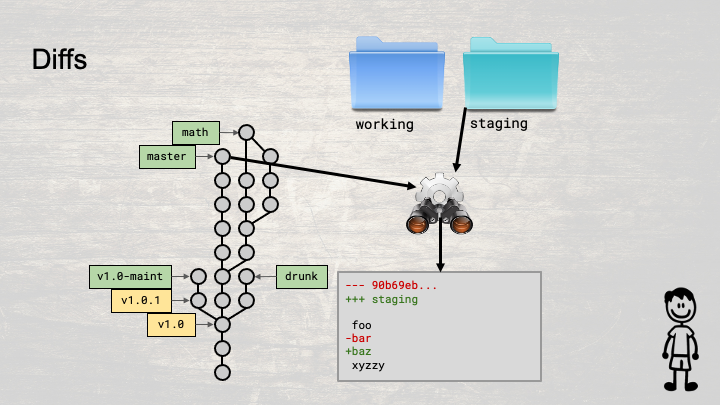 Diffs
working
staging
math
master
v1.0-maint
drunk
v1.0.1
v1.0
--- 90b69eb...
+++ staging
foo
-bar
+baz
xyzzy